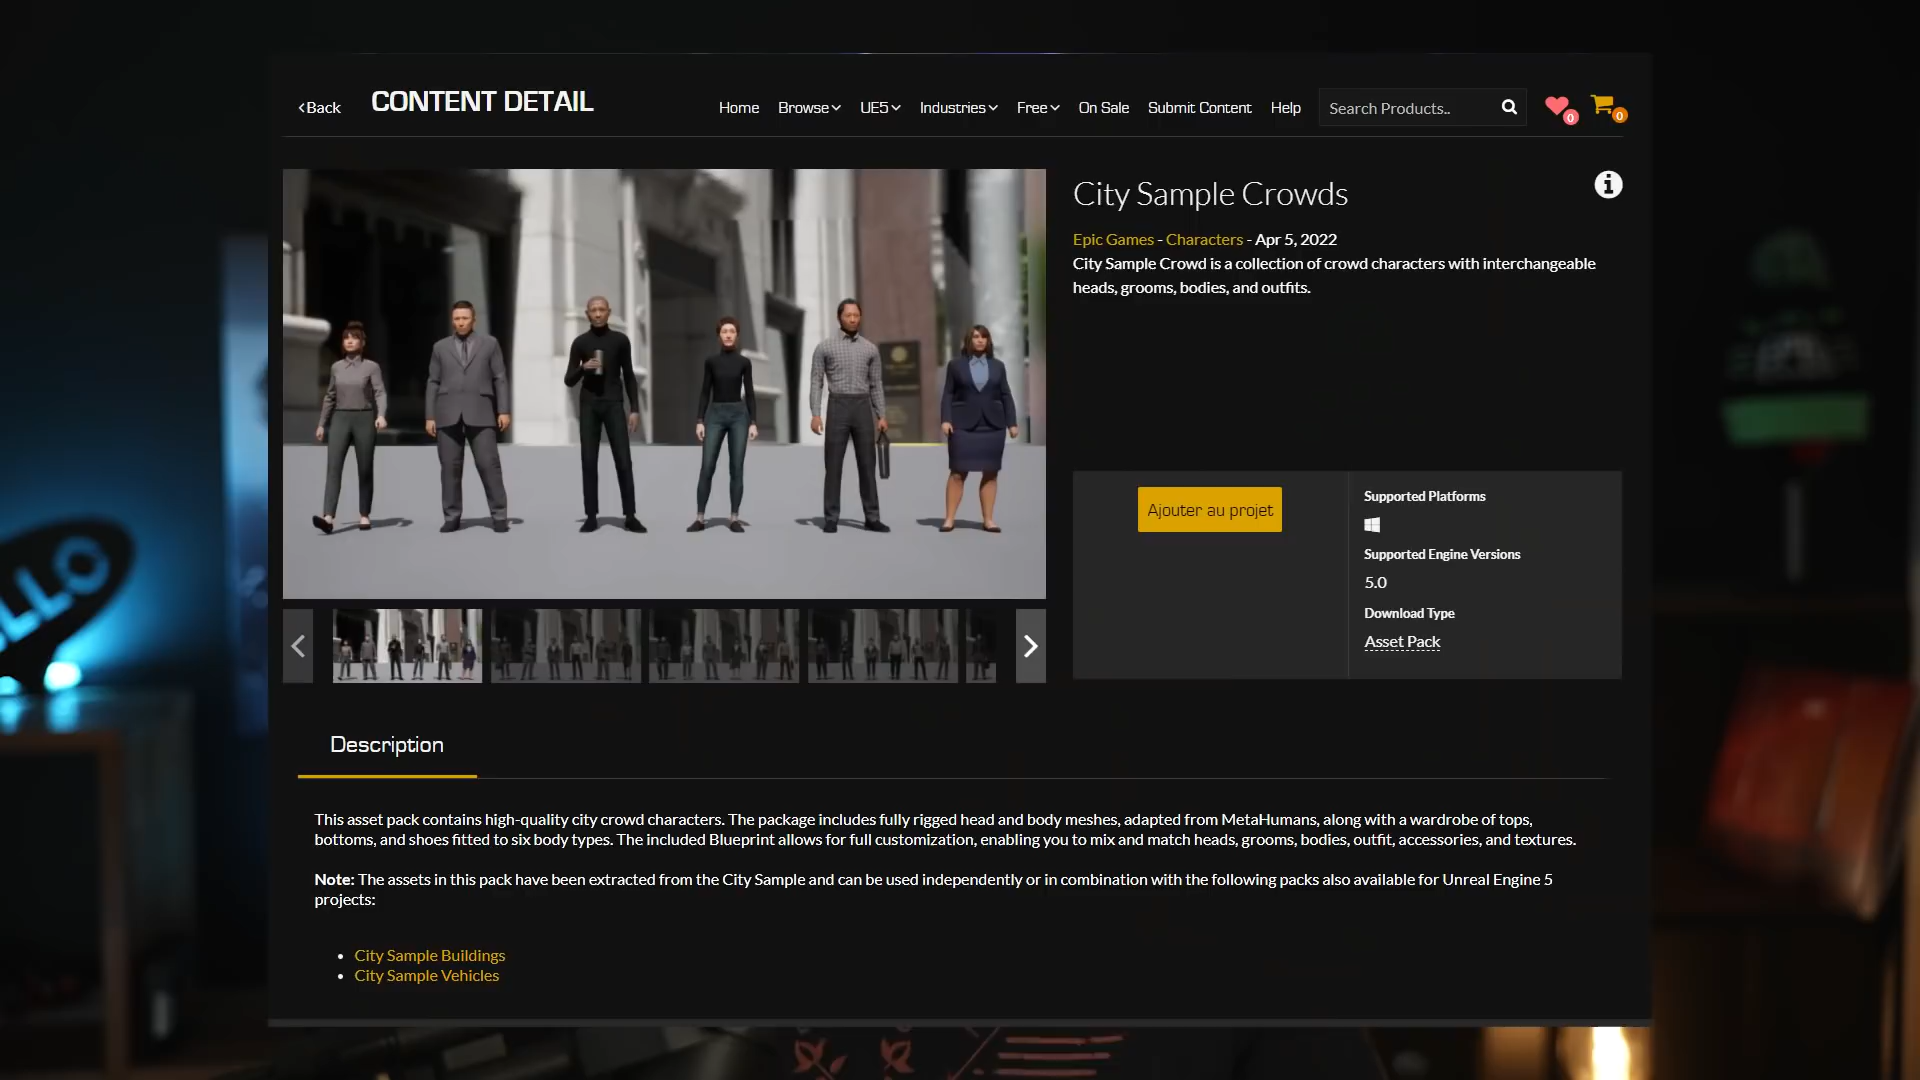 Back
CONTENT DETAIL
Home
Browse
UE5
Industries
Free
On Sale
Submit Content
Help
Search Products..
0
0
City Sample Crowds
Epic Games - Characters - Apr 5, 2022
City Sample Crowd is a collection of crowd characters with interchangeable
heads, grooms, bodies, and outfits.
Ajouter au projet
Supported Platforms
Supported Engine Versions
5.0
Download Type
Asset Pack
Description
This asset pack contains high-quality city crowd characters. The package includes fully rigged head and body meshes, adapted from MetaHumans, along with a wardrobe of tops,
bottoms, and shoes fitted to six body types. The included Blueprint allows for full customization, enabling you to mix and match heads, grooms, bodies, outfit, accessories, and textures.
Note: The assets in this pack have been extracted from the City Sample and can be used independently or in combination with the following packs also available for Unreal Engine 5
projects:
City Sample Buildings
City Sample Vehicles
LLO